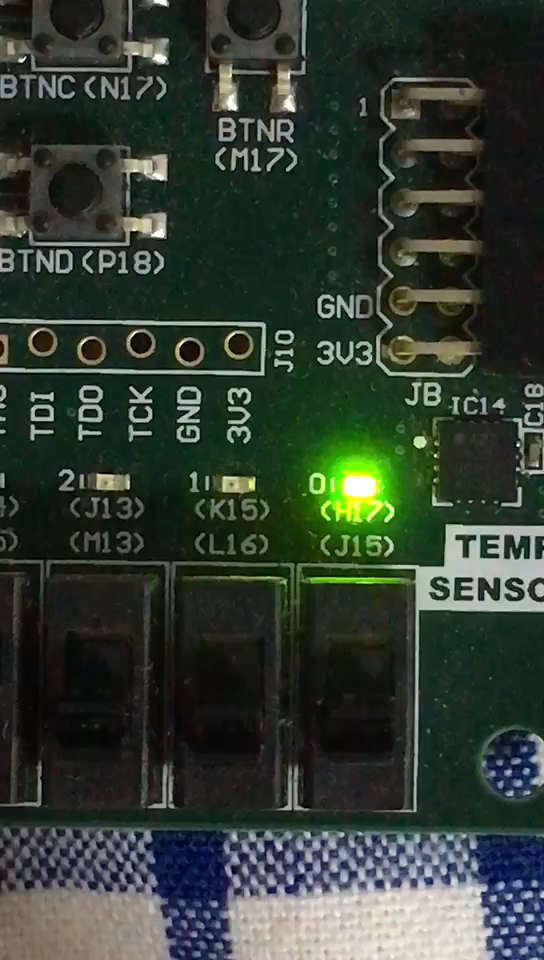 BTNC(N17)
BTNR
(M17)
1
BTND(P18)
GND
3V3
J10
TDI
TDO
TCK
GND
3V3
JB
IC14
C18
2
1
0
(J13)
(K15)
(H17)
(M13)
(L16)
(J15)
TEMP
SENSO